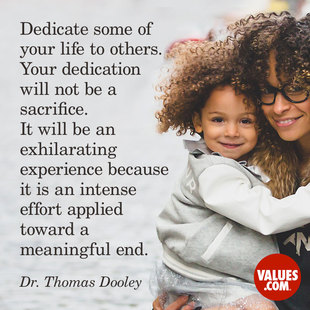 Dedicate some of
your life to others.
Your dedication
will not be a
sacrifice.
It will be an
exhilarating
experience because
it is an intense
effort applied
toward a
meaningful end.
Dr. Thomas Dooley
VALUES
.COM